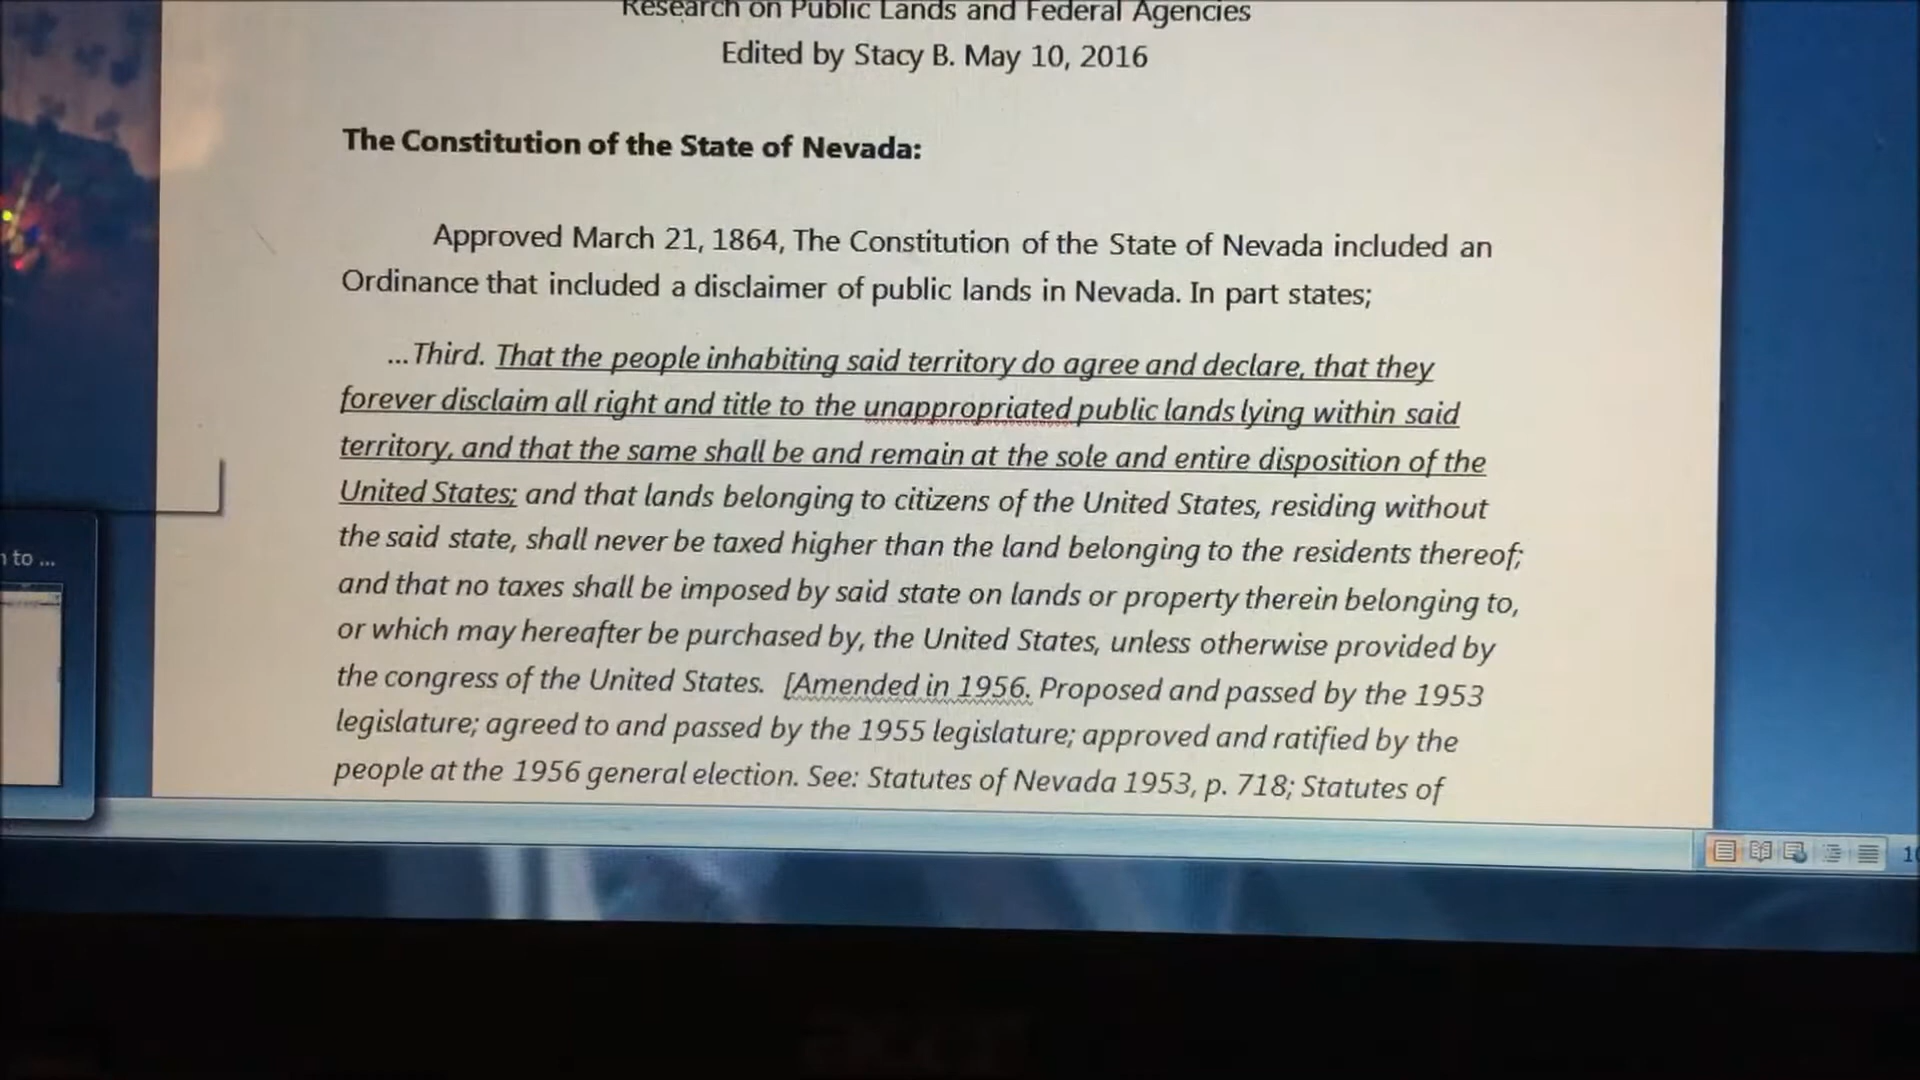 Research on Public Lands and Federal Agencies
Edited by Stacy B. May 10, 2016
The Constitution of the State of Nevada:
Approved March 21, 1864, The Constitution of the State of Nevada included an
Ordinance that included a disclaimer of public lands in Nevada. In part states;
...Third. That the people inhabiting said territory do agree and declare, that they
forever disclaim all right and title to the unappropriated public lands lying within said
territory, and that the same shall be and remain at the sole and entire disposition of the
United States; and that lands belonging to citizens of the United States, residing without
the said state, shall never be taxed higher than the land belonging to the residents thereof;
and that no taxes shall be imposed by said state on lands or property therein belonging to,
or which may hereafter be purchased by, the United States, unless otherwise provided by
the congress of the United States. [Amended in 1956. Proposed and passed by the 1953
legislature; agreed to and passed by the 1955 legislature; approved and ratified by the
people at the 1956 general election. See: Statutes of Nevada 1953, p. 718; Statutes of
to ...